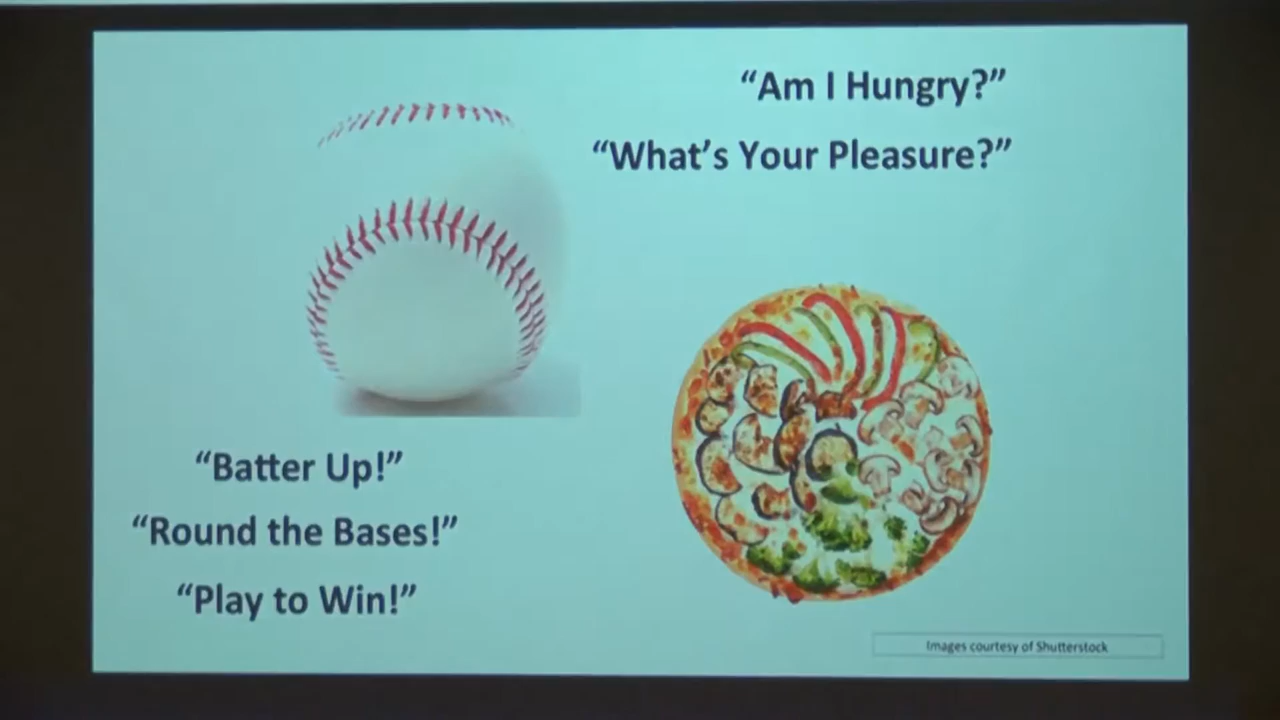 “Am I Hungry?”
“What’s Your Pleasure?”
“Batter Up!”
“Round the Bases!”
“Play to Win!”
Images courtesy of Shutterstock